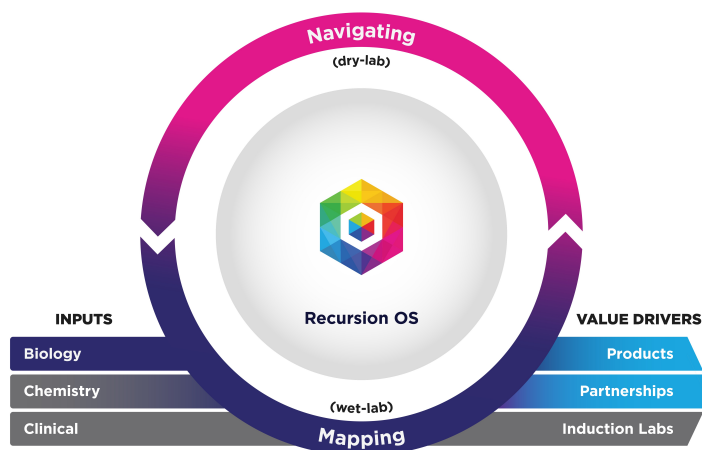 Navigating
(dry-lab)
Recursion OS
INPUTS
VALUE DRIVERS
Biology
Products
Chemistry
Partnerships
(wet-lab)
Clinical
Induction Labs
Mapping